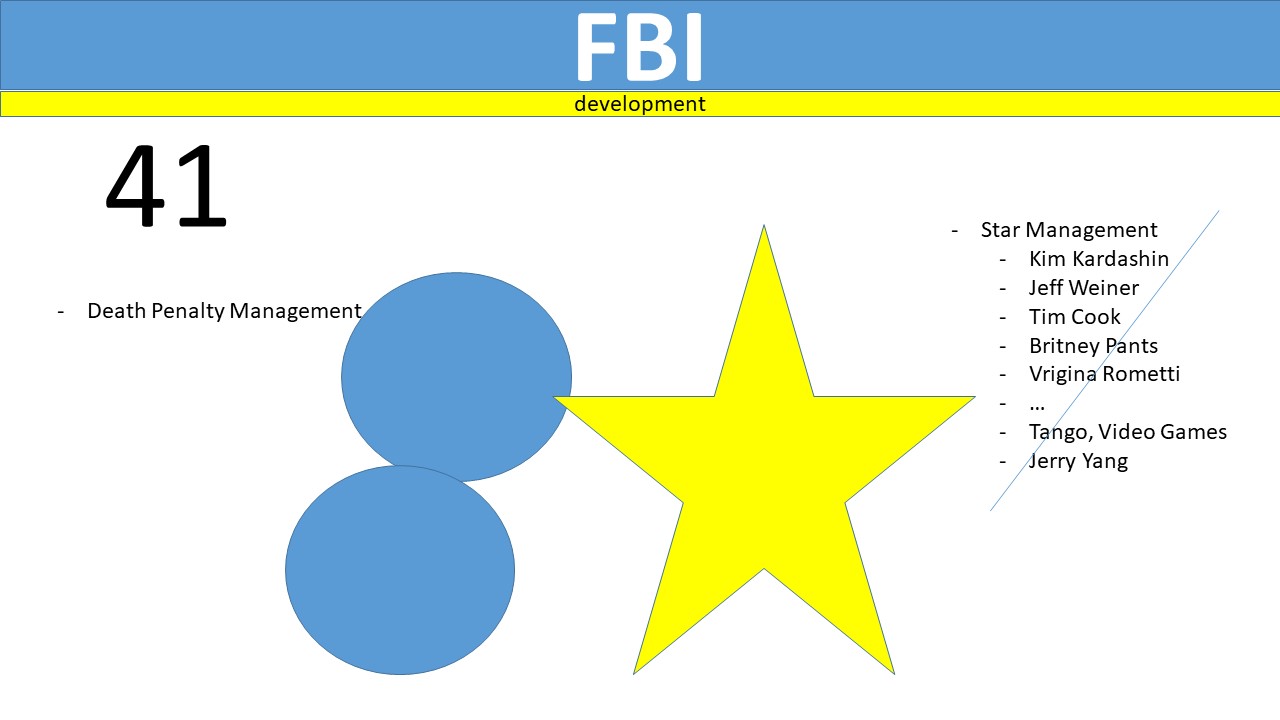 FBI
development
41
- Death Penalty Management
- Star Management
- Kim Kardashin
- Jeff Weiner
- Tim Cook
- Britney Pants
- Vrigina Rometti
- ...
- Tango, Video Games
- Jerry Yang